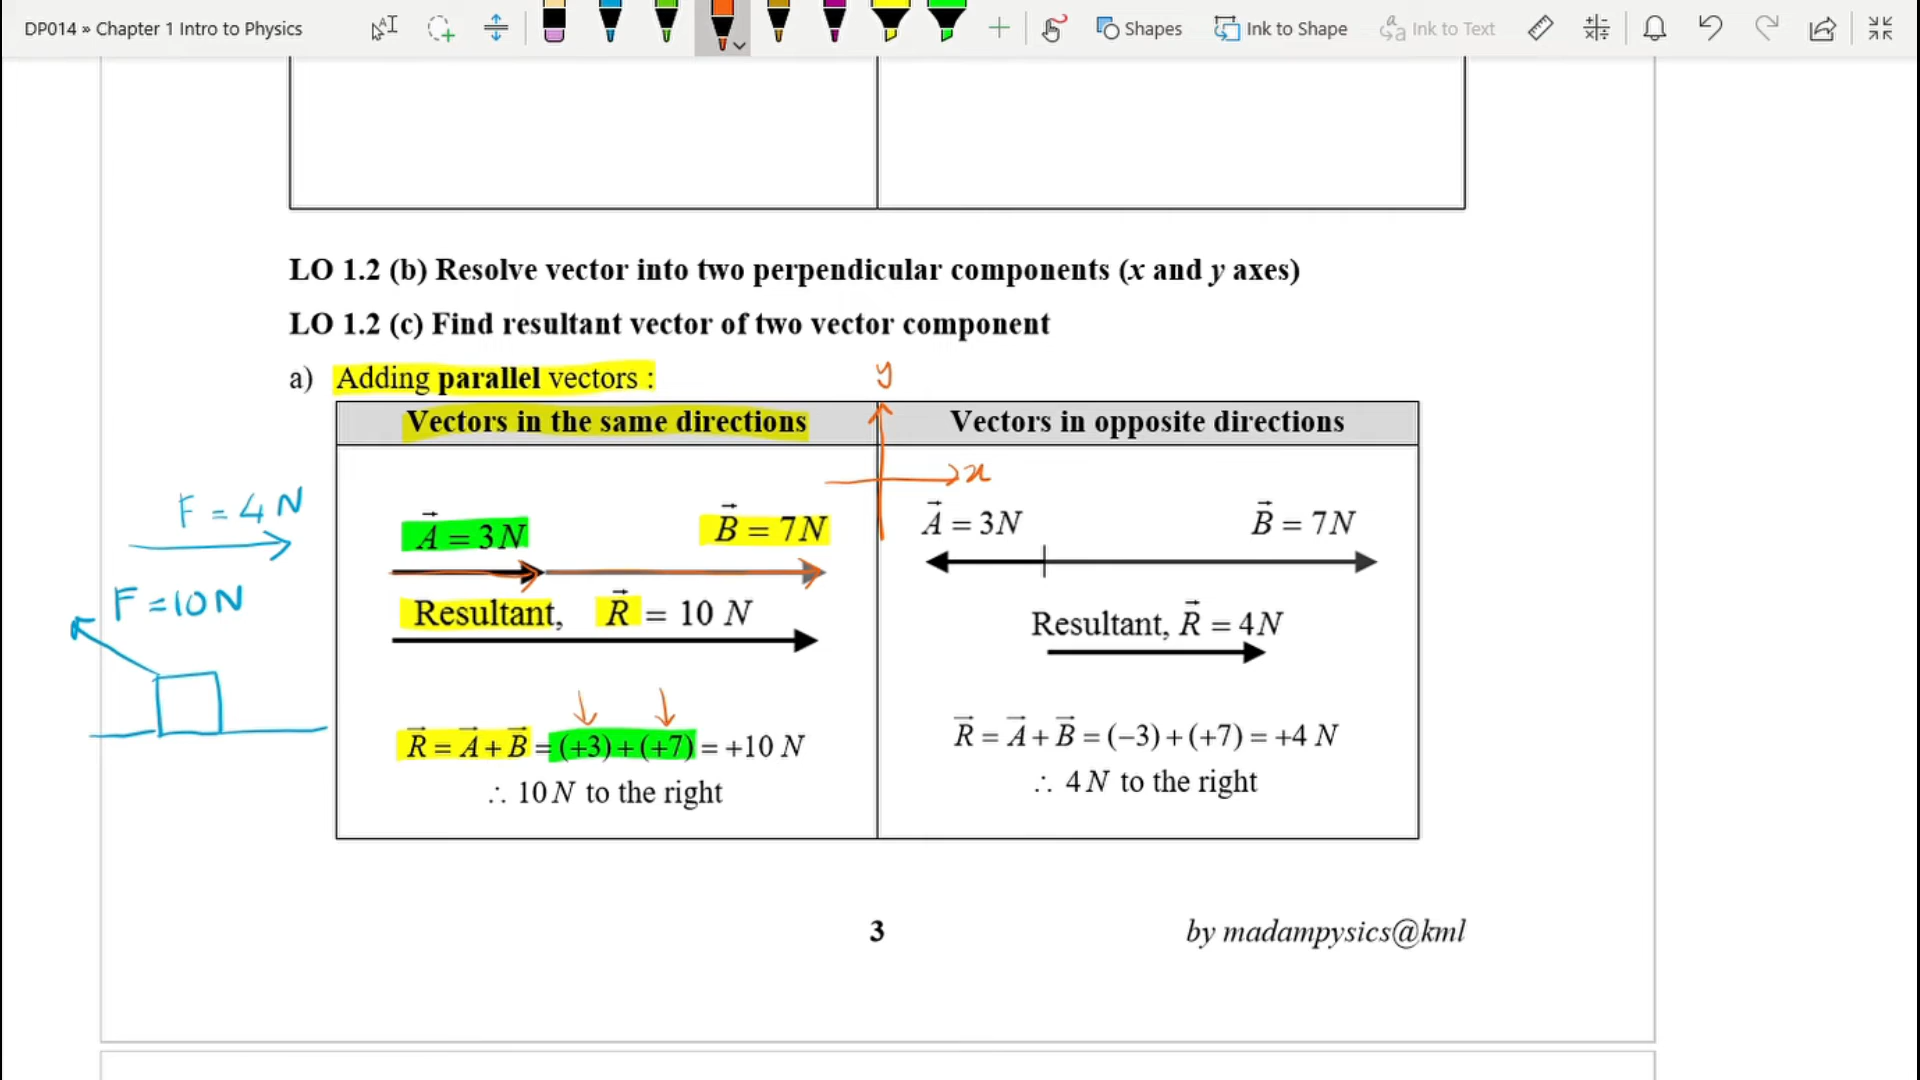 DP014 » Chapter 1 Intro to Physics
Shapes
Ink to Shape
Ink to Text
LO 1.2 (b) Resolve vector into two perpendicular components (x and y axes)
LO 1.2 (c) Find resultant vector of two vector component
a) Adding parallel vectors :
y
Vectors in the same directions
Vectors in opposite directions
x
F = 4 N
F = 10 N
A⃗ = 3N
B⃗ = 7N
Resultant, R⃗ = 10 N
R⃗ = A⃗ + B⃗ = (+3) + (+7) = +10 N
∴ 10 N to the right
A⃗ = 3N
B⃗ = 7N
Resultant, R⃗ = 4N
R⃗ = A⃗ + B⃗ = (−3) + (+7) = +4 N
∴ 4 N to the right
3
by madampysics@kml